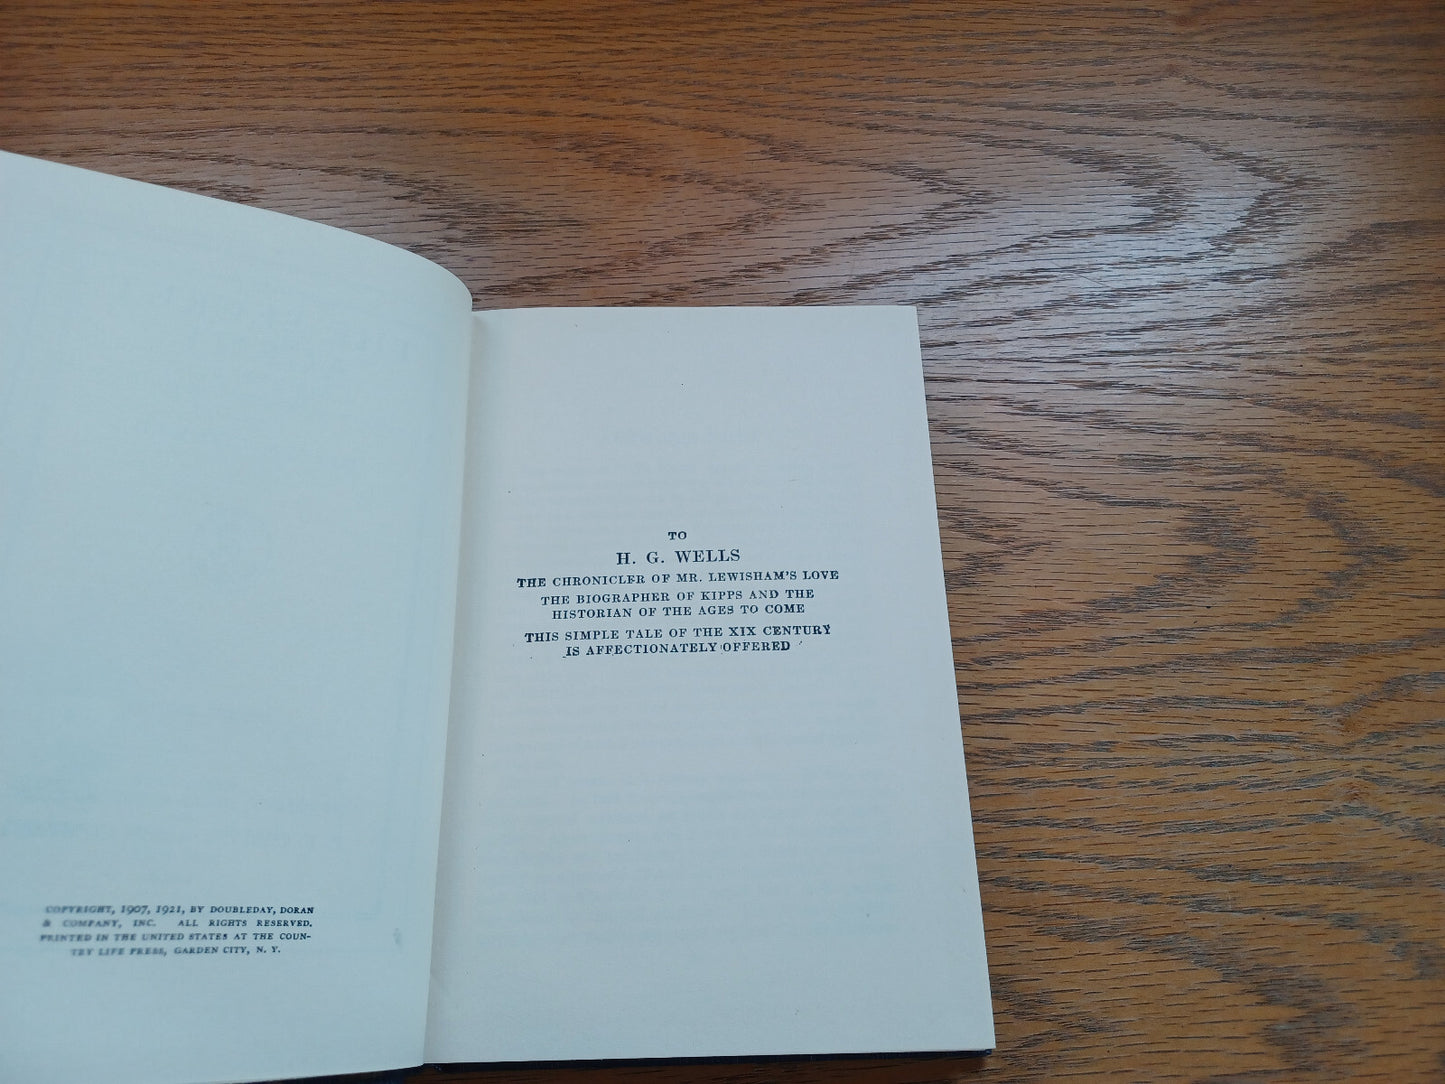 COPYRIGHT, 1907, 1921, BY DOUBLEDAY, DORAN
& COMPANY, INC. ALL RIGHTS RESERVED.
PRINTED IN THE UNITED STATES AT THE COUN-
TRY LIFE PRESS, GARDEN CITY, N. Y.
TO
H. G. WELLS
THE CHRONICLER OF MR. LEWISHAM'S LOVE
THE BIOGRAPHER OF KIPPS AND THE
HISTORIAN OF THE AGES TO COME
THIS SIMPLE TALE OF THE XIX CENTURY
IS AFFECTIONATELY OFFERED